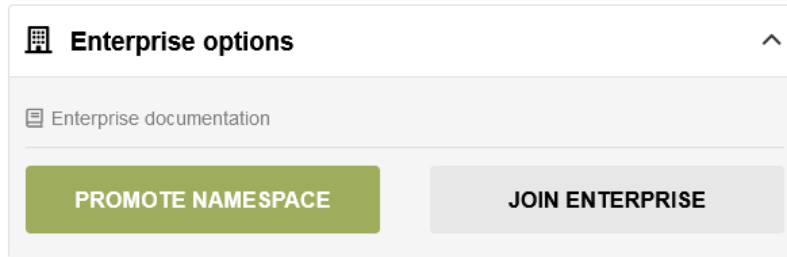 Enterprise options
Enterprise documentation
PROMOTE NAMESPACE JOIN ENTERPRISE